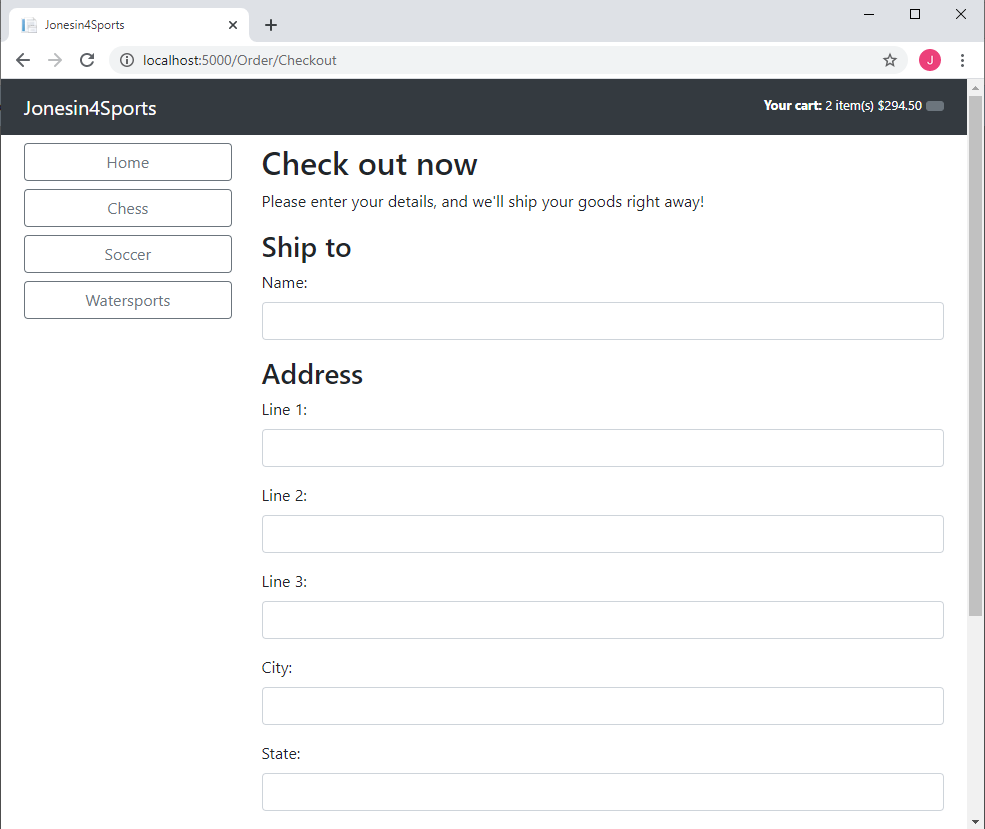 Jonesin4Sports
localhost:5000/Order/Checkout
J
Jonesin4Sports
Your cart: 2 item(s) $294.50
Home
Chess
Soccer
Watersports
Check out now
Please enter your details, and we'll ship your goods right away!
Ship to
Name:
Address
Line 1:
Line 2:
Line 3:
City:
State: